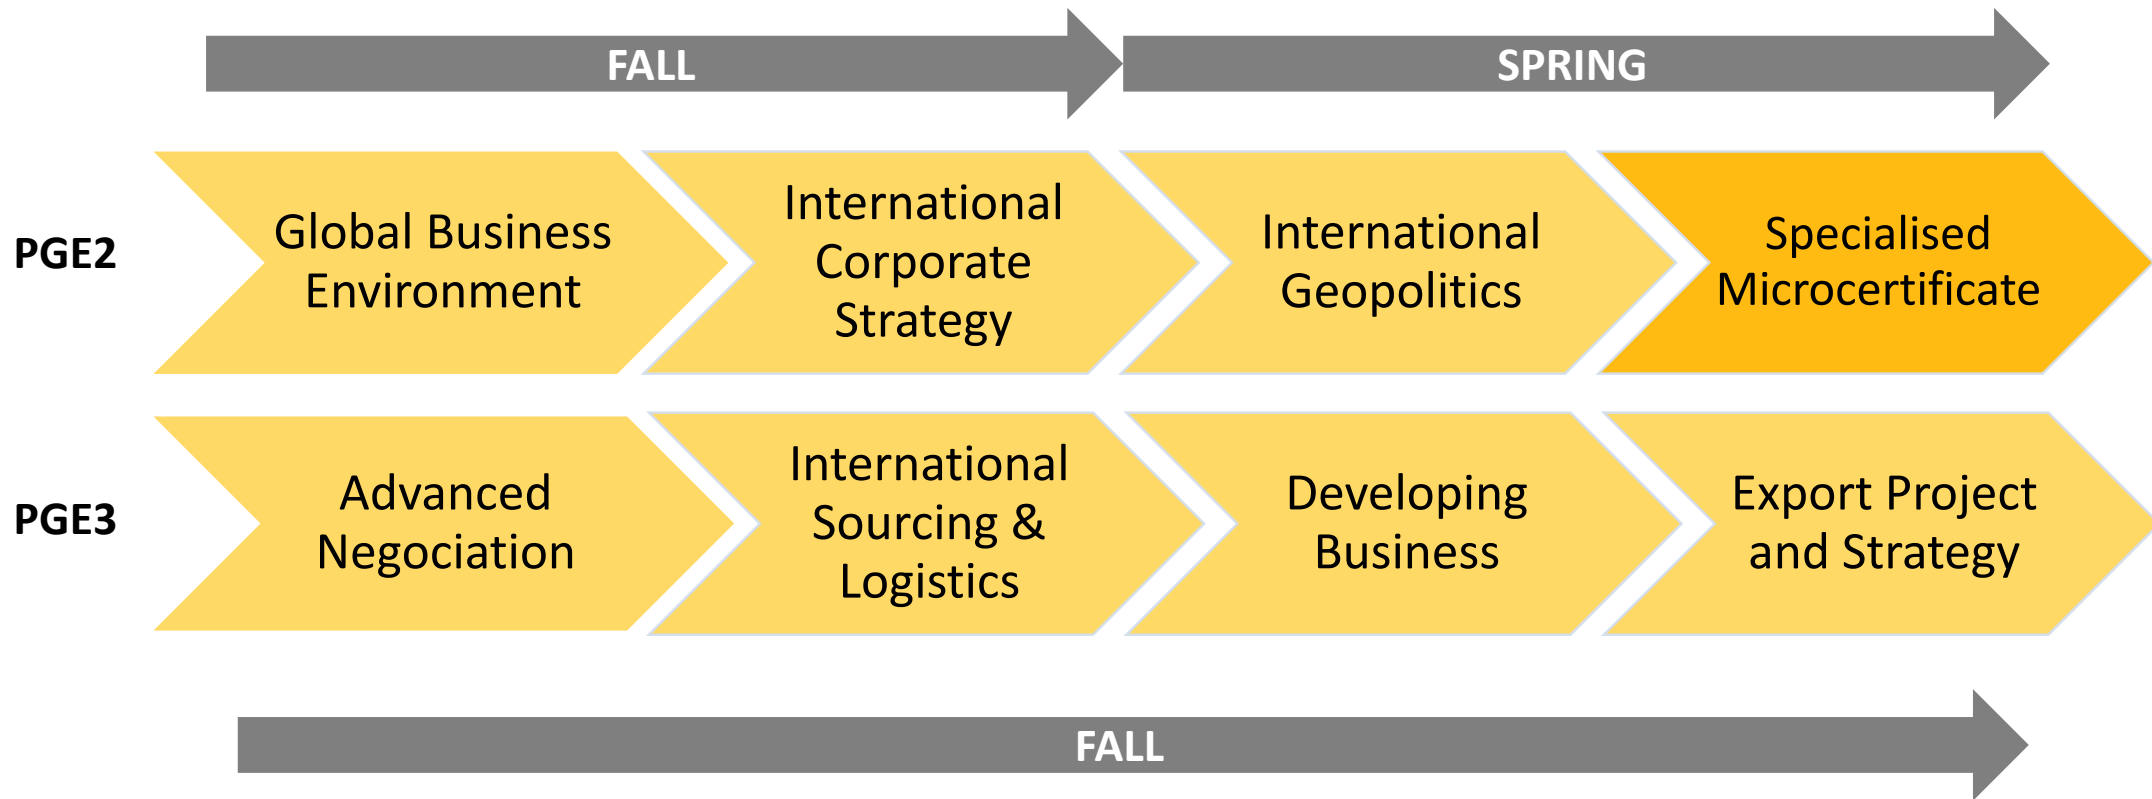 FALL
SPRING
PGE2
Global Business
Environment
International
Corporate
Strategy
International
Geopolitics
Specialised
Microcertificate
PGE3
Advanced
Negociation
International
Sourcing &
Logistics
Developing
Business
Export Project
and Strategy
FALL